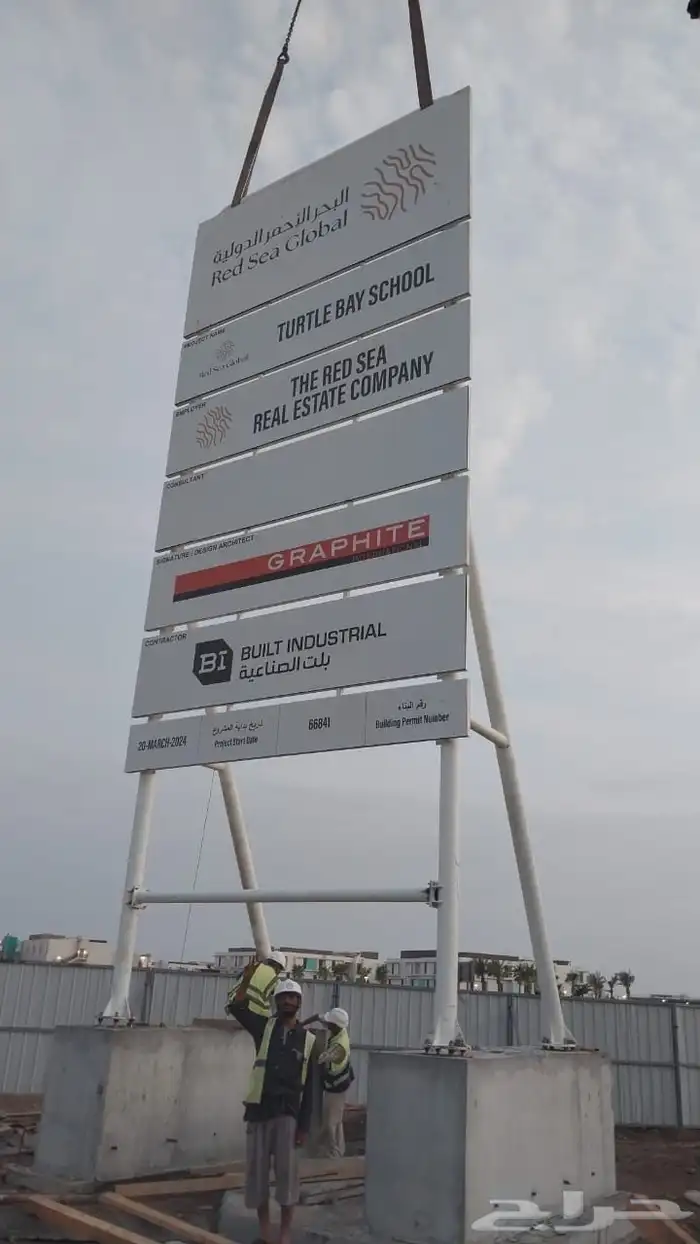 البحر الأحمر الدولية
Red Sea Global
PROJECT NAME
Red Sea Global
TURTLE BAY SCHOOL
EMPLOYER
THE RED SEA
REAL ESTATE COMPANY
CONSULTANT
SIGNATURE / DESIGN ARCHITECT
GRAPHITE
INTERNATIONAL
CONTRACTOR
BI
BUILT INDUSTRIAL
بلت الصناعية
20-MARCH-2024
تاريخ بداية المشروع
Project Start Date
66841
رقم البناء
Building Permit Number
حراج